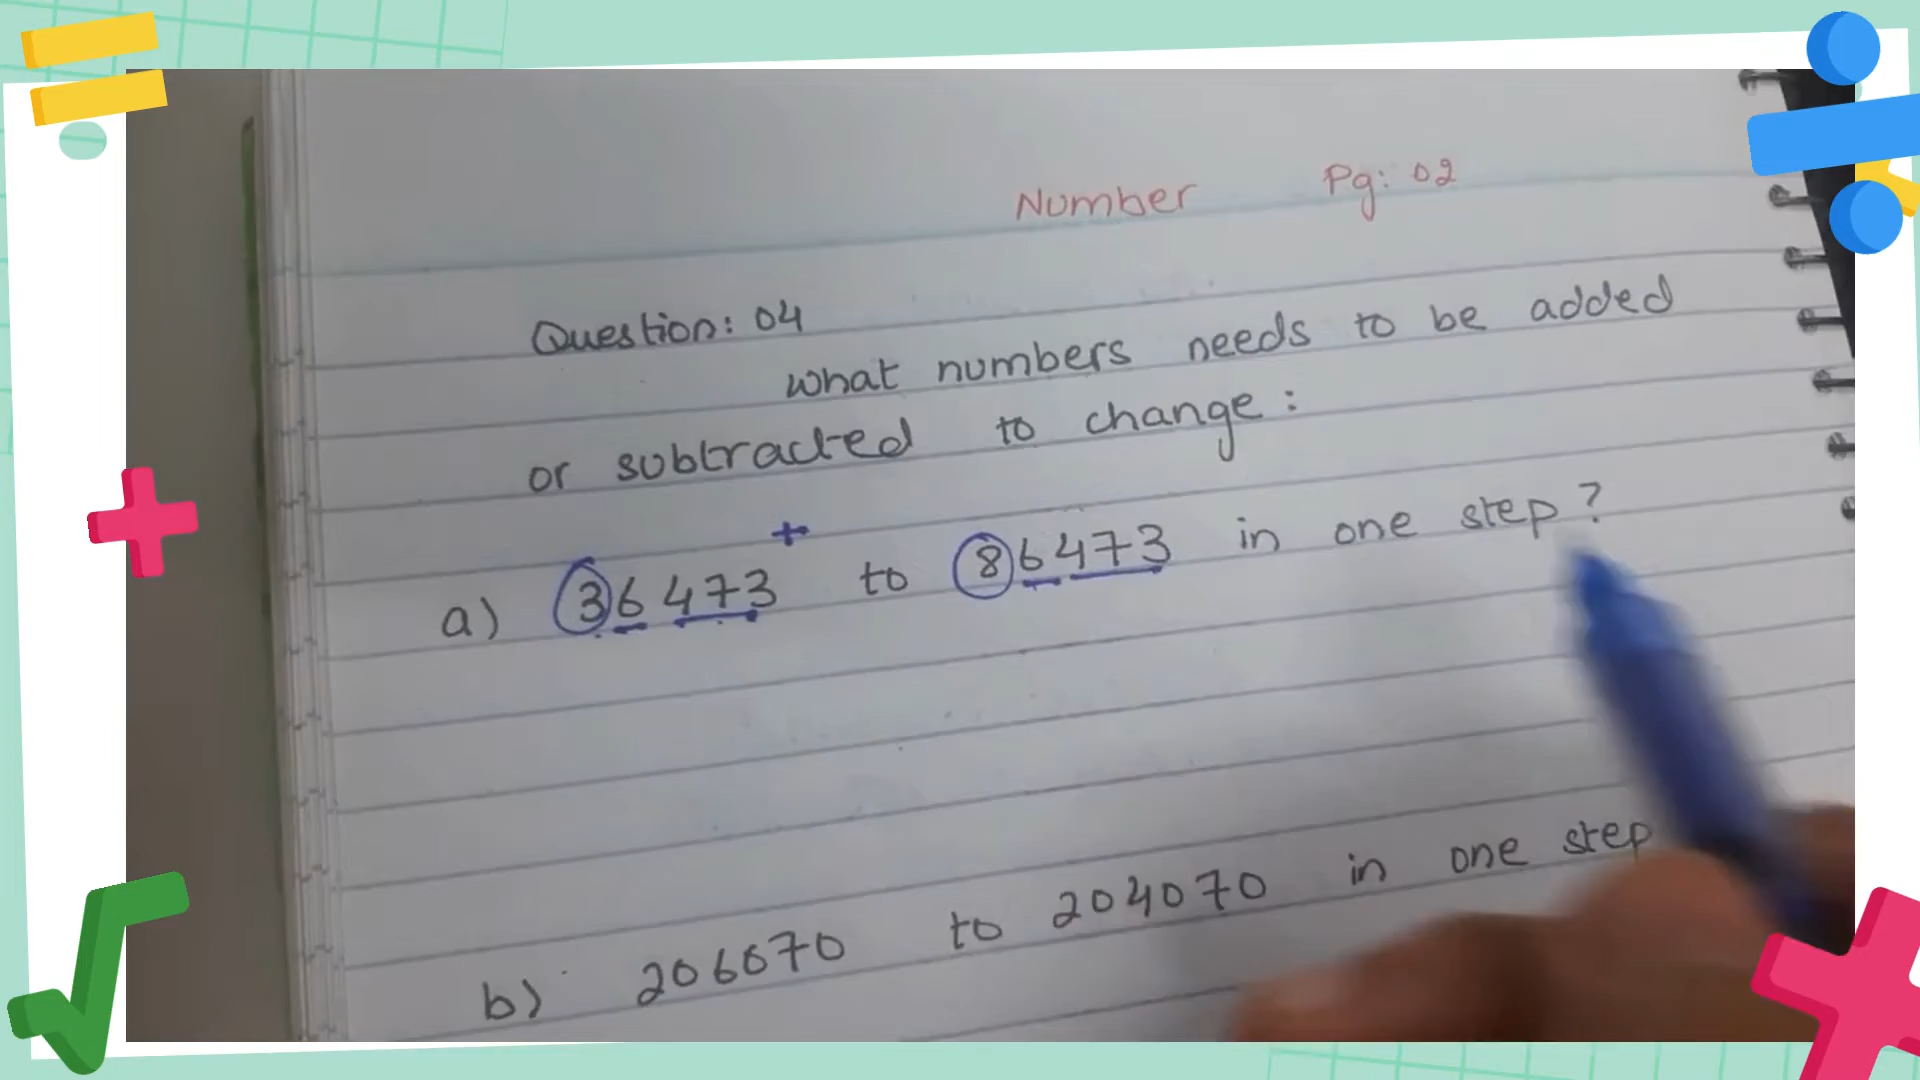 Number Pg: 02
Question: 04
What numbers needs to be added
or subtracted to change:
+
a) 36473 to 86473 in one step?
b) 206070 to 204070 in one step